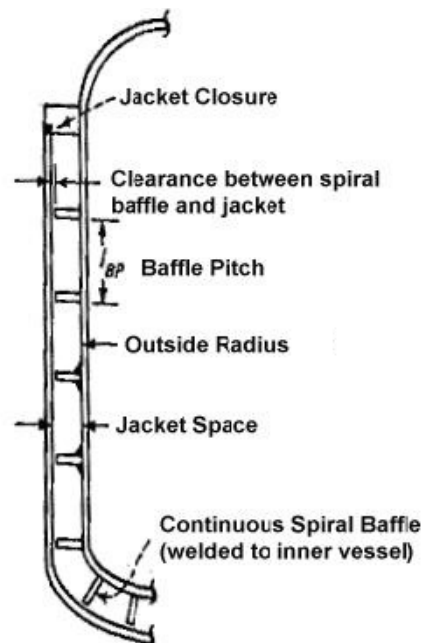 Jacket Closure
Clearance between spiral
baffle and jacket
lBP Baffle Pitch
Outside Radius
Jacket Space
Continuous Spiral Baffle
(welded to inner vessel)